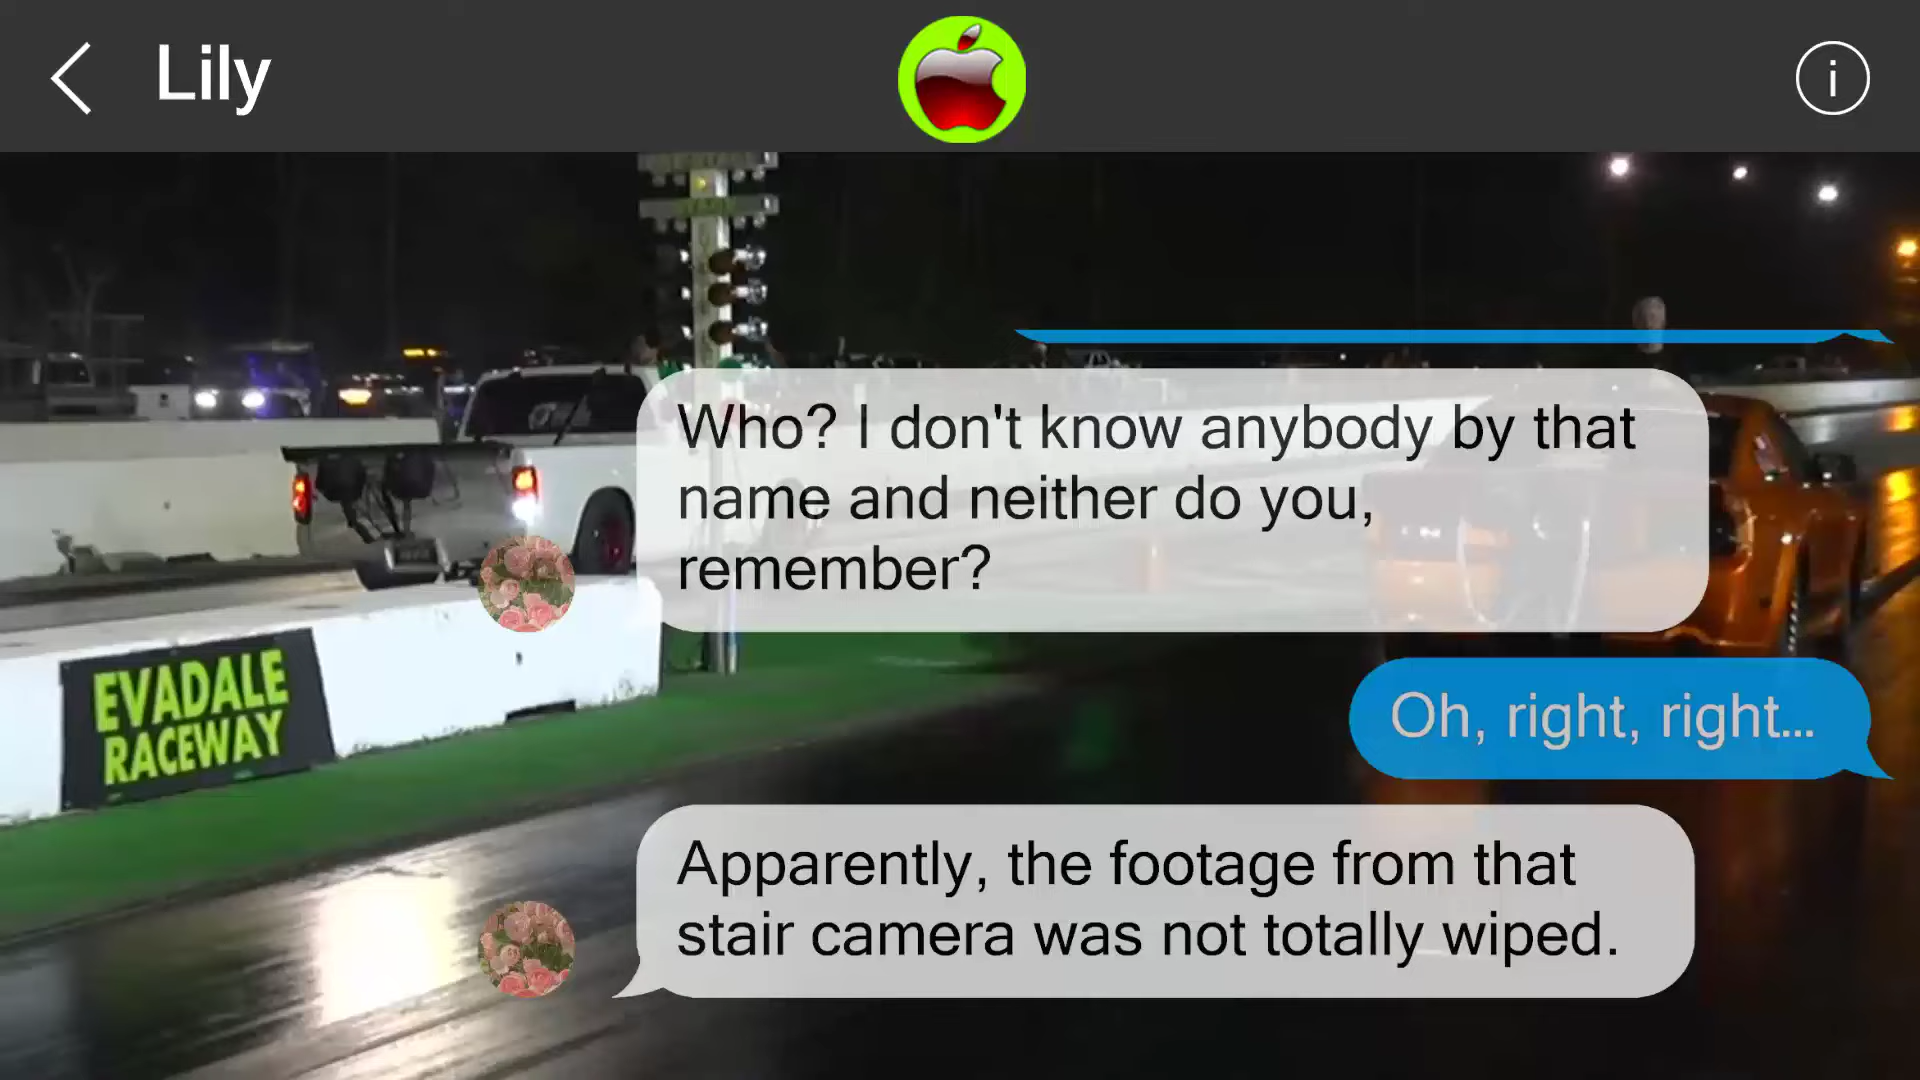 Lily
i
Who? I don't know anybody by that
name and neither do you,
remember?
Oh, right, right...
EVADALE
RACEWAY
Apparently, the footage from that
stair camera was not totally wiped.